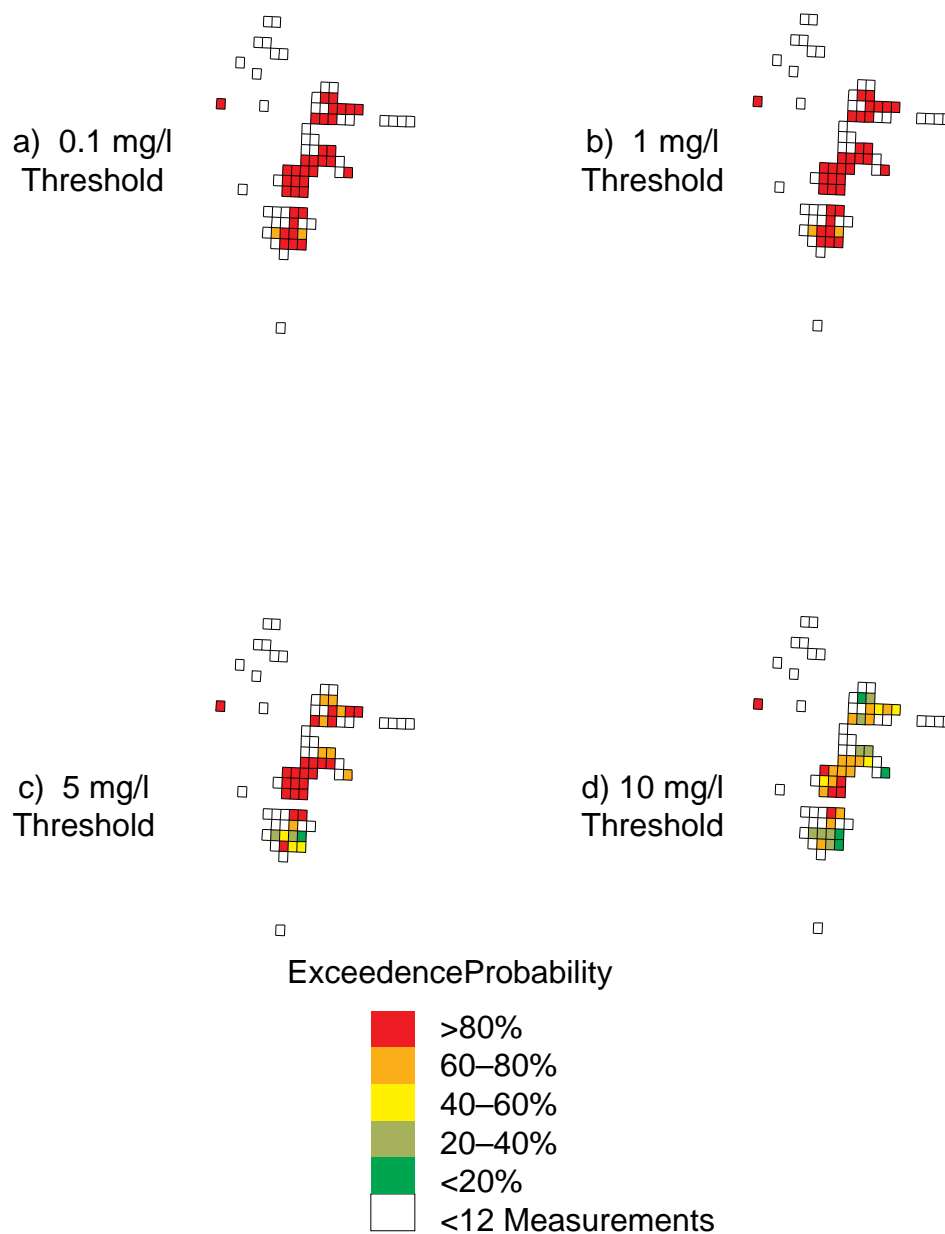 a) 0.1 mg/l
Threshold
b) 1 mg/l
Threshold
c) 5 mg/l
Threshold
d) 10 mg/l
Threshold
ExceedenceProbability
>80%
60–80%
40–60%
20–40%
<20%
<12 Measurements